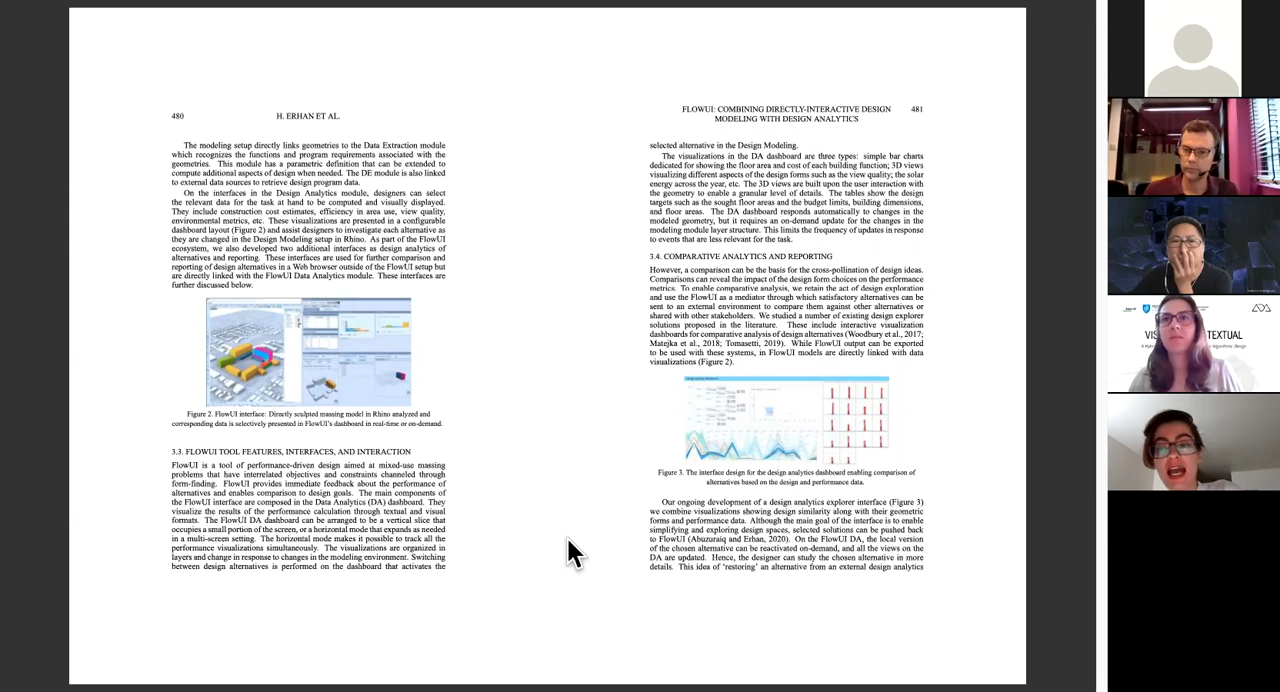 480 H. ERHAN ET AL.
The modeling setup directly links geometries to the Data Extraction module
which recognizes the functions and program requirements associated with the
geometries. This module has a parametric definition that can be extended to
compute additional aspects of design when needed. The DE module is also linked
to external data sources to retrieve design program data.
On the interfaces in the Design Analytics module, designers can select
the relevant data for the task at hand to be computed and visually displayed.
They include construction cost estimates, efficiency in area use, view quality,
environmental metrics, etc. These visualizations are presented in a configurable
dashboard layout (Figure 2) and assist designers to investigate each alternative as
they are changed in the Design Modeling setup in Rhino. As part of the FlowUI
ecosystem, we also developed two additional interfaces as design analytics of
alternatives and reporting. These interfaces are used for further comparison and
reporting of design alternatives in a Web browser outside of the FlowUI setup but
are directly linked with the FlowUI Data Analytics module. These interfaces are
further discussed below.
Figure 2. FlowUI interface: Directly sculpted massing model in Rhino analyzed and
corresponding data is selectively presented in FlowUI's dashboard in real-time or on-demand.
3.3. FLOWUI TOOL FEATURES, INTERFACES, AND INTERACTION
FlowUI is a tool of performance-driven design aimed at mixed-use massing
problems that have interrelated objectives and constraints channeled through
form-finding. FlowUI provides immediate feedback about the performance of
alternatives and enables comparison to design goals. The main components of
the FlowUI interface are composed in the Data Analytics (DA) dashboard. They
visualize the results of the performance calculation through textual and visual
formats. The FlowUI DA dashboard can be arranged to be a vertical slice that
occupies a small portion of the screen, or a horizontal mode that expands as needed
in a multi-screen setting. The horizontal mode makes it possible to track all the
performance visualizations simultaneously. The visualizations are organized in
layers and change in response to changes in the modeling environment. Switching
between design alternatives is performed on the dashboard that activates the
FLOWUI: COMBINING DIRECTLY-INTERACTIVE DESIGN 481
MODELING WITH DESIGN ANALYTICS
selected alternative in the Design Modeling.
The visualizations in the DA dashboard are three types: simple bar charts
dedicated for showing the floor area and cost of each building function; 3D views
visualizing different aspects of the design forms such as the view quality; the solar
energy across the year, etc. The 3D views are built upon the user interaction with
the geometry to enable a granular level of details. The tables show the design
targets such as the sought floor areas and the budget limits, building dimensions,
and floor areas. The DA dashboard responds automatically to changes in the
modeled geometry, but it requires an on-demand update for the changes in the
modeling module layer structure. This limits the frequency of updates in response
to events that are less relevant for the task.
3.4. COMPARATIVE ANALYTICS AND REPORTING
However, a comparison can be the basis for the cross-pollination of design ideas.
Comparisons can reveal the impact of the design form choices on the performance
metrics. To enable comparative analysis, we retain the act of design exploration
and use the FlowUI as a mediator through which satisfactory alternatives can be
sent to an external environment to compare them against other alternatives or
shared with other stakeholders. We studied a number of existing design explorer
solutions proposed in the literature. These include interactive visualization
dashboards for comparative analysis of design alternatives (Woodbury et al., 2017;
Matejka et al., 2018; Tomasetti, 2019). While FlowUI output can be exported
to be used with these systems, in FlowUI models are directly linked with data
visualizations (Figure 2).
Figure 3. The interface design for the design analytics dashboard enabling comparison of
alternatives based on the design and performance data.
Our ongoing development of a design analytics explorer interface (Figure 3)
we combine visualizations showing design similarity along with their geometric
forms and performance data. Although the main goal of the interface is to enable
simplifying and exploring design spaces, selected solutions can be pushed back
to FlowUI (Abuzuraiq and Erhan, 2020). On the FlowUI DA, the local version
of the chosen alternative can be reactivated on-demand, and all the views on the
DA are updated. Hence, the designer can study the chosen alternative in more
details. This idea of 'restoring' an alternative from an external design analytics
VIS TEXTUAL